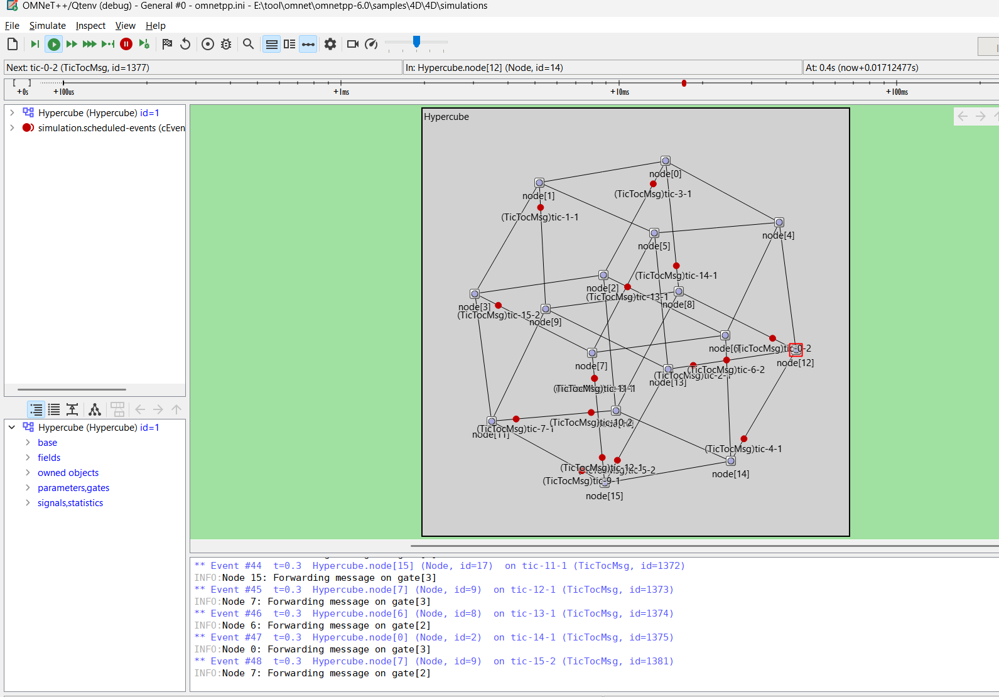 OMNeT++/Qtenv (debug) - General #0 - omnetpp.ini - E:\tool\omnet\omnetpp-6.0\samples\4D\4D\simulations
File Simulate Inspect View Help
Next: tic-0-2 (TicTocMsg, id=1377) In: Hypercube.node[12] (Node, id=14) At: 0.4s (now+0.01712477s)
+0s +100us +1ms +10ms +100ms
Hypercube (Hypercube) id=1
simulation.scheduled-events (cEven
Hypercube (Hypercube) id=1
base
fields
owned objects
parameters,gates
signals,statistics
Hypercube
node[0]
(TicTocMsg)tic-3-1
node[1]
(TicTocMsg)tic-1-1
node[4]
node[5]
(TicTocMsg)tic-14-1
node[2]
(TicTocMsg)tic-13-1
node[8]
node[3]
(TicTocMsg)tic-15-2
node[9]
(TicTocMsg)tic-0-2
node[12]
node[7]
(TicTocMsg)tic-6-2
(TicTocMsg)tic-2-1
node[13]
(TicTocMsg)tic-11-1
(TicTocMsg)tic-10-2
(TicTocMsg)tic-7-1
node[11]
(TicTocMsg)tic-4-1
(TicTocMsg)tic-12-1
tic-5-2
node[14]
(TicTocMsg)tic-9-1
node[15]
** Event #44 t=0.3 Hypercube.node[15] (Node, id=17) on tic-11-1 (TicTocMsg, id=1372)
INFO:Node 15: Forwarding message on gate[3]
** Event #45 t=0.3 Hypercube.node[7] (Node, id=9) on tic-12-1 (TicTocMsg, id=1373)
INFO:Node 7: Forwarding message on gate[3]
** Event #46 t=0.3 Hypercube.node[6] (Node, id=8) on tic-13-1 (TicTocMsg, id=1374)
INFO:Node 6: Forwarding message on gate[2]
** Event #47 t=0.3 Hypercube.node[0] (Node, id=2) on tic-14-1 (TicTocMsg, id=1375)
INFO:Node 0: Forwarding message on gate[3]
** Event #48 t=0.3 Hypercube.node[7] (Node, id=9) on tic-15-2 (TicTocMsg, id=1381)
INFO:Node 7: Forwarding message on gate[2]